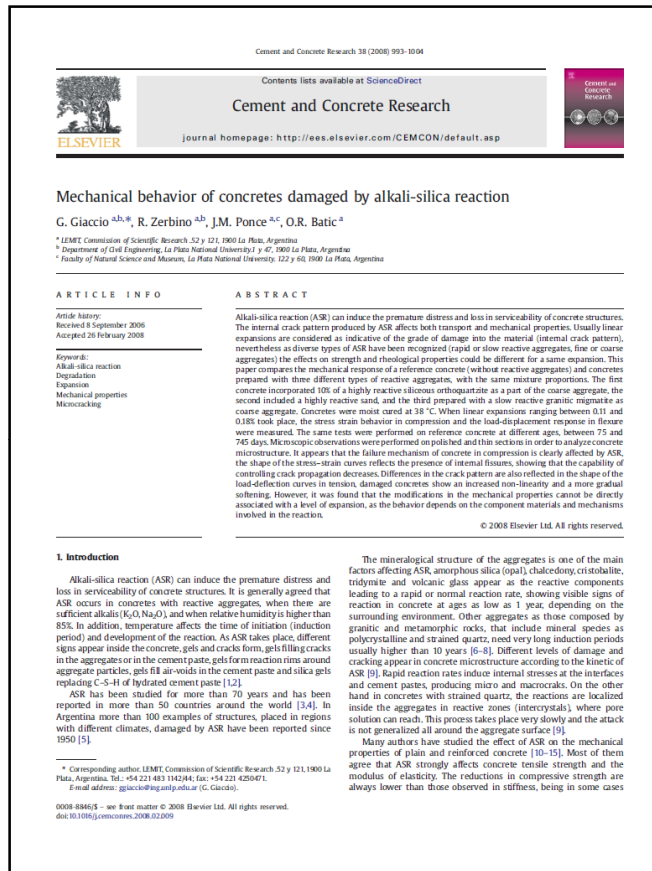 Cement and Concrete Research 38 (2008) 993-1004
Contents lists available at ScienceDirect
Cement and Concrete Research
journal homepage: http://ees.elsevier.com/CEMCON/default.asp
ELSEVIER
Cement and
Concrete
Research
Mechanical behavior of concretes damaged by alkali-silica reaction
G. Giaccio a,b,*, R. Zerbino a,b, J.M. Ponce a,c, O.R. Batic a
a LEMIT, Commission of Scientific Research .52 y 121, 1900 La Plata, Argentina
b Department of Civil Engineering, La Plata National University.1 y 47, 1900 La Plata, Argentina
c Faculty of Natural Science and Museum, La Plata National University. 122 y 60, 1900 La Plata, Argentina
ARTICLE INFO
Article history:
Received 8 September 2006
Accepted 26 February 2008
Keywords:
Alkali-silica reaction
Degradation
Expansion
Mechanical properties
Microcracking
ABSTRACT
Alkali-silica reaction (ASR) can induce the premature distress and loss in serviceability of concrete structures.
The internal crack pattern produced by ASR affects both transport and mechanical properties. Usually linear
expansions are considered as indicative of the grade of damage into the material (internal crack pattern),
nevertheless as diverse types of ASR have been recognized (rapid or slow reactive aggregates, fine or coarse
aggregates) the effects on strength and rheological properties could be different for a same expansion. This
paper compares the mechanical response of a reference concrete (without reactive aggregates) and concretes
prepared with three different types of reactive aggregates, with the same mixture proportions. The first
concrete incorporated 10% of a highly reactive siliceous orthoquartzite as a part of the coarse aggregate, the
second included a highly reactive sand, and the third prepared with a slow reactive granitic migmatite as
coarse aggregate. Concretes were moist cured at 38 °C. When linear expansions ranging between 0.11 and
0.18% took place, the stress strain behavior in compression and the load-displacement response in flexure
were measured. The same tests were performed on reference concrete at different ages, between 75 and
745 days. Microscopic observations were performed on polished and thin sections in order to analyze concrete
microstructure. It appears that the failure mechanism of concrete in compression is clearly affected by ASR,
the shape of the stress–strain curves reflects the presence of internal fissures, showing that the capability of
controlling crack propagation decreases. Differences in the crack pattern are also reflected in the shape of the
load-deflection curves in tension, damaged concretes show an increased non-linearity and a more gradual
softening. However, it was found that the modifications in the mechanical properties cannot be directly
associated with a level of expansion, as the behavior depends on the component materials and mechanisms
involved in the reaction.
© 2008 Elsevier Ltd. All rights reserved.
1. Introduction
Alkali-silica reaction (ASR) can induce the premature distress and
loss in serviceability of concrete structures. It is generally agreed that
ASR occurs in concretes with reactive aggregates, when there are
sufficient alkalis (K2O, Na2O), and when relative humidity is higher than
85%. In addition, temperature affects the time of initiation (induction
period) and development of the reaction. As ASR takes place, different
signs appear inside the concrete, gels and cracks form, gels filling cracks
in the aggregates or in the cement paste, gels form reaction rims around
aggregate particles, gels fill air-voids in the cement paste and silica gels
replacing C–S–H of hydrated cement paste [1,2].
ASR has been studied for more than 70 years and has been
reported in more than 50 countries around the world [3,4]. In
Argentina more than 100 examples of structures, placed in regions
with different climates, damaged by ASR have been reported since
1950 [5].
* Corresponding author. LEMIT, Commission of Scientific Research .52 y 121, 1900 La
Plata, Argentina. Tel.: +54 221 483 1142/44; fax: +54 221 4250471.
E-mail address: ggiaccio@ing.unlp.edu.ar (G. Giaccio).
0008-8846/$ – see front matter © 2008 Elsevier Ltd. All rights reserved.
doi:10.1016/j.cemconres.2008.02.009
The mineralogical structure of the aggregates is one of the main
factors affecting ASR, amorphous silica (opal), chalcedony, cristobalite,
tridymite and volcanic glass appear as the reactive components
leading to a rapid or normal reaction rate, showing visible signs of
reaction in concrete at ages as low as 1 year, depending on the
surrounding environment. Other aggregates as those composed by
granitic and metamorphic rocks, that include mineral species as
polycrystalline and strained quartz, need very long induction periods
usually higher than 10 years [6–8]. Different levels of damage and
cracking appear in concrete microstructure according to the kinetic of
ASR [9]. Rapid reaction rates induce internal stresses at the interfaces
and cement pastes, producing micro and macrocraks. On the other
hand in concretes with strained quartz, the reactions are localized
inside the aggregates in reactive zones (intercrystals), where pore
solution can reach. This process takes place very slowly and the attack
is not generalized all around the aggregate surface [9].
Many authors have studied the effect of ASR on the mechanical
properties of plain and reinforced concrete [10–15]. Most of them
agree that ASR strongly affects concrete tensile strength and the
modulus of elasticity. The reductions in compressive strength are
always lower than those observed in stiffness, being in some cases